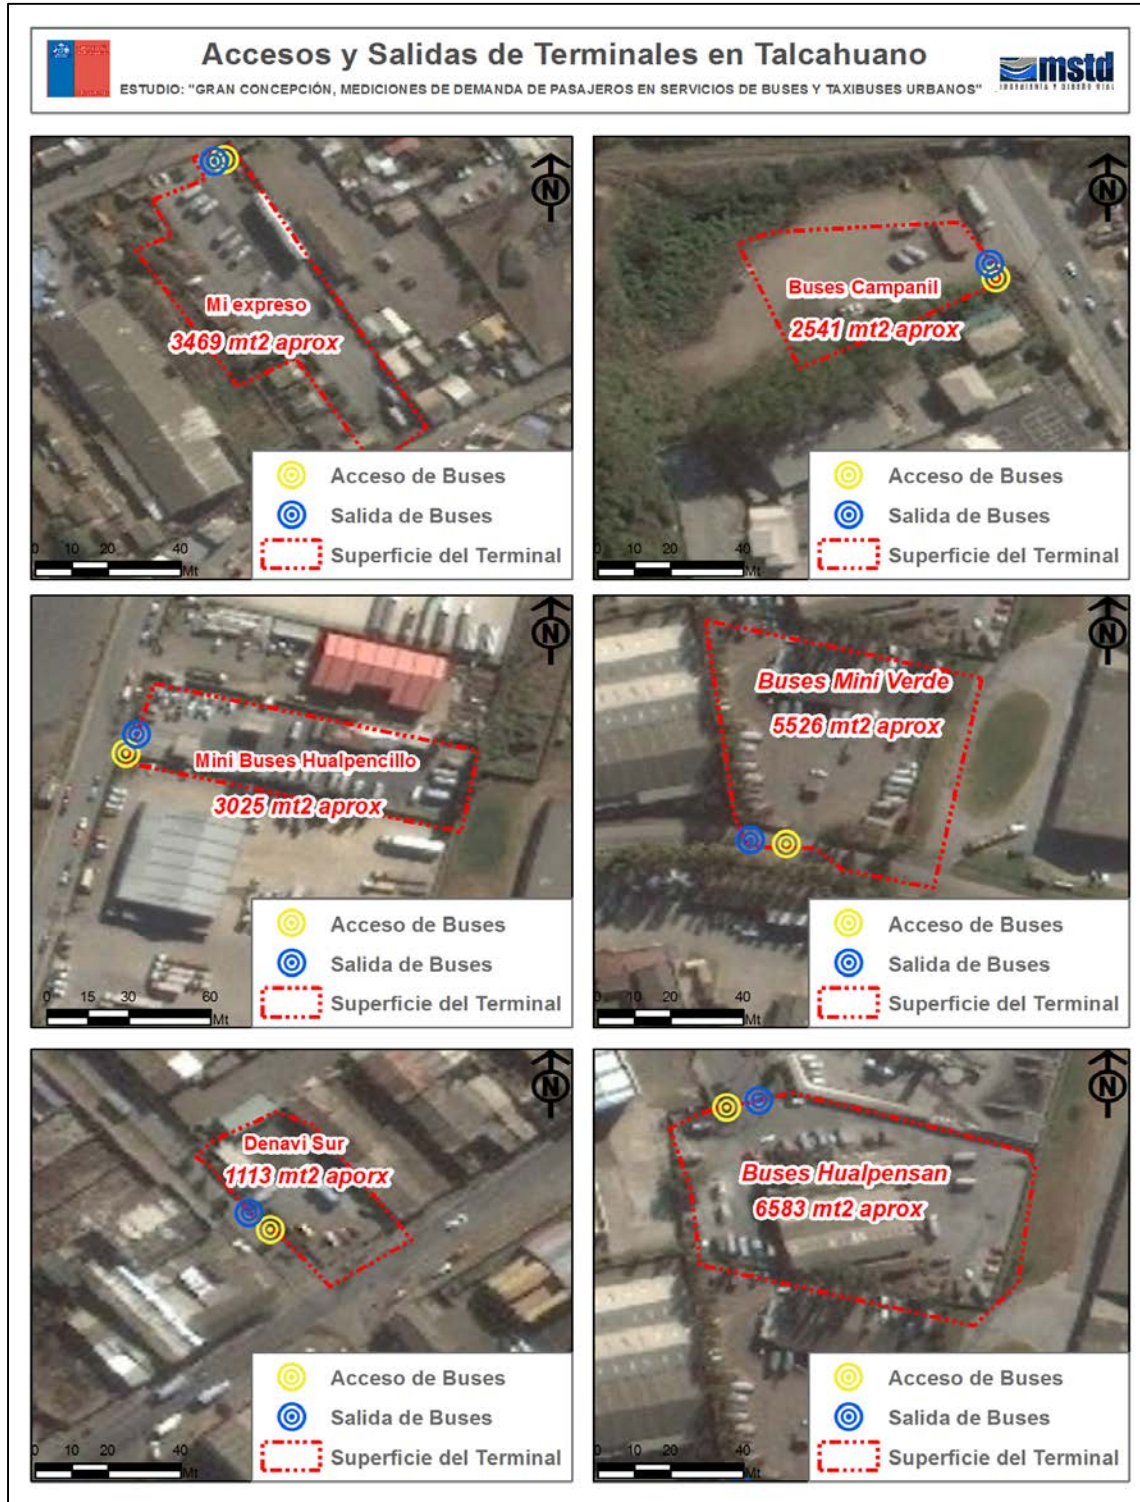 Accesos y Salidas de Terminales en Talcahuano
ESTUDIO: "GRAN CONCEPCIÓN, MEDICIONES DE DEMANDA DE PASAJEROS EN SERVICIOS DE BUSES Y TAXIBUSES URBANOS"
mstd
INGENIERÍA Y DISEÑO VIAL
N
Mi expreso
3469 mt2 aprox
Acceso de Buses
Salida de Buses
Superficie del Terminal
0 10 20 40
Mt
N
Buses Campanil
2541 mt2 aprox
Acceso de Buses
Salida de Buses
Superficie del Terminal
0 10 20 40
Mt
N
Mini Buses Hualpencillo
3025 mt2 aprox
Acceso de Buses
Salida de Buses
Superficie del Terminal
0 15 30 60
Mt
N
Buses Mini Verde
5526 mt2 aprox
Acceso de Buses
Salida de Buses
Superficie del Terminal
0 10 20 40
Mt
N
Denavi Sur
1113 mt2 aporx
Acceso de Buses
Salida de Buses
Superficie del Terminal
0 10 20 40
Mt
N
Buses Hualpensan
6583 mt2 aprox
Acceso de Buses
Salida de Buses
Superficie del Terminal
0 10 20 40
Mt